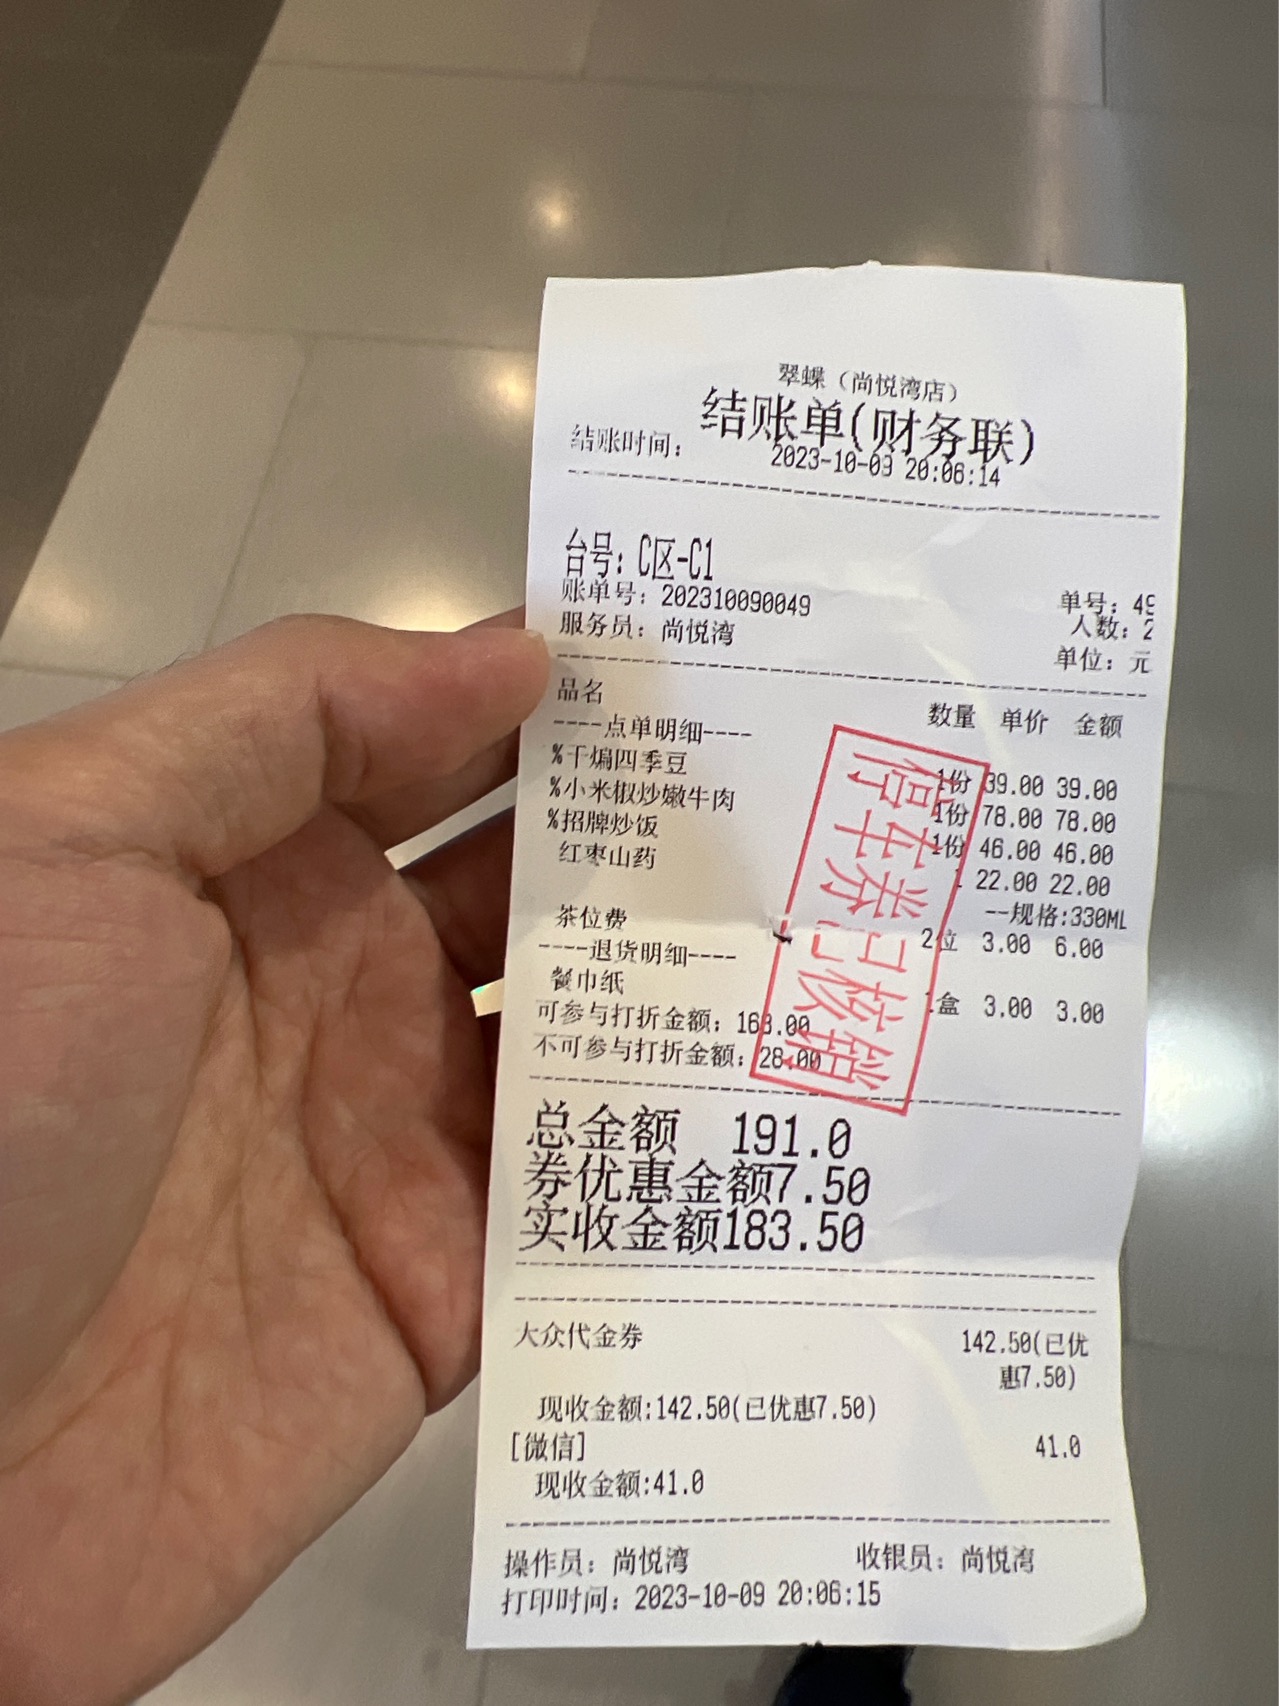 翠蝶（尚悦湾店）
结账单(财务联)
结账时间： 2023-10-09 20:06:14
台号：C区-C1
账单号：202310090049 单号：49
服务员：尚悦湾 人数：2
单位：元
品名 数量 单价 金额
----点单明细----
%干煸四季豆 1份 39.00 39.00
%小米椒炒嫩牛肉 1份 78.00 78.00
%招牌炒饭 1份 46.00 46.00
红枣山药 1 22.00 22.00
--规格:330ML
茶位费 2位 3.00 6.00
----退货明细----
餐巾纸 1盒 3.00 3.00
可参与打折金额：163.00
不可参与打折金额：28.00
停车券已核销
总金额 191.0
券优惠金额7.50
实收金额183.50
大众代金券 142.50(已优
惠7.50)
现收金额:142.50(已优惠7.50)
[微信] 41.0
现收金额:41.0
操作员：尚悦湾 收银员：尚悦湾
打印时间：2023-10-09 20:06:15